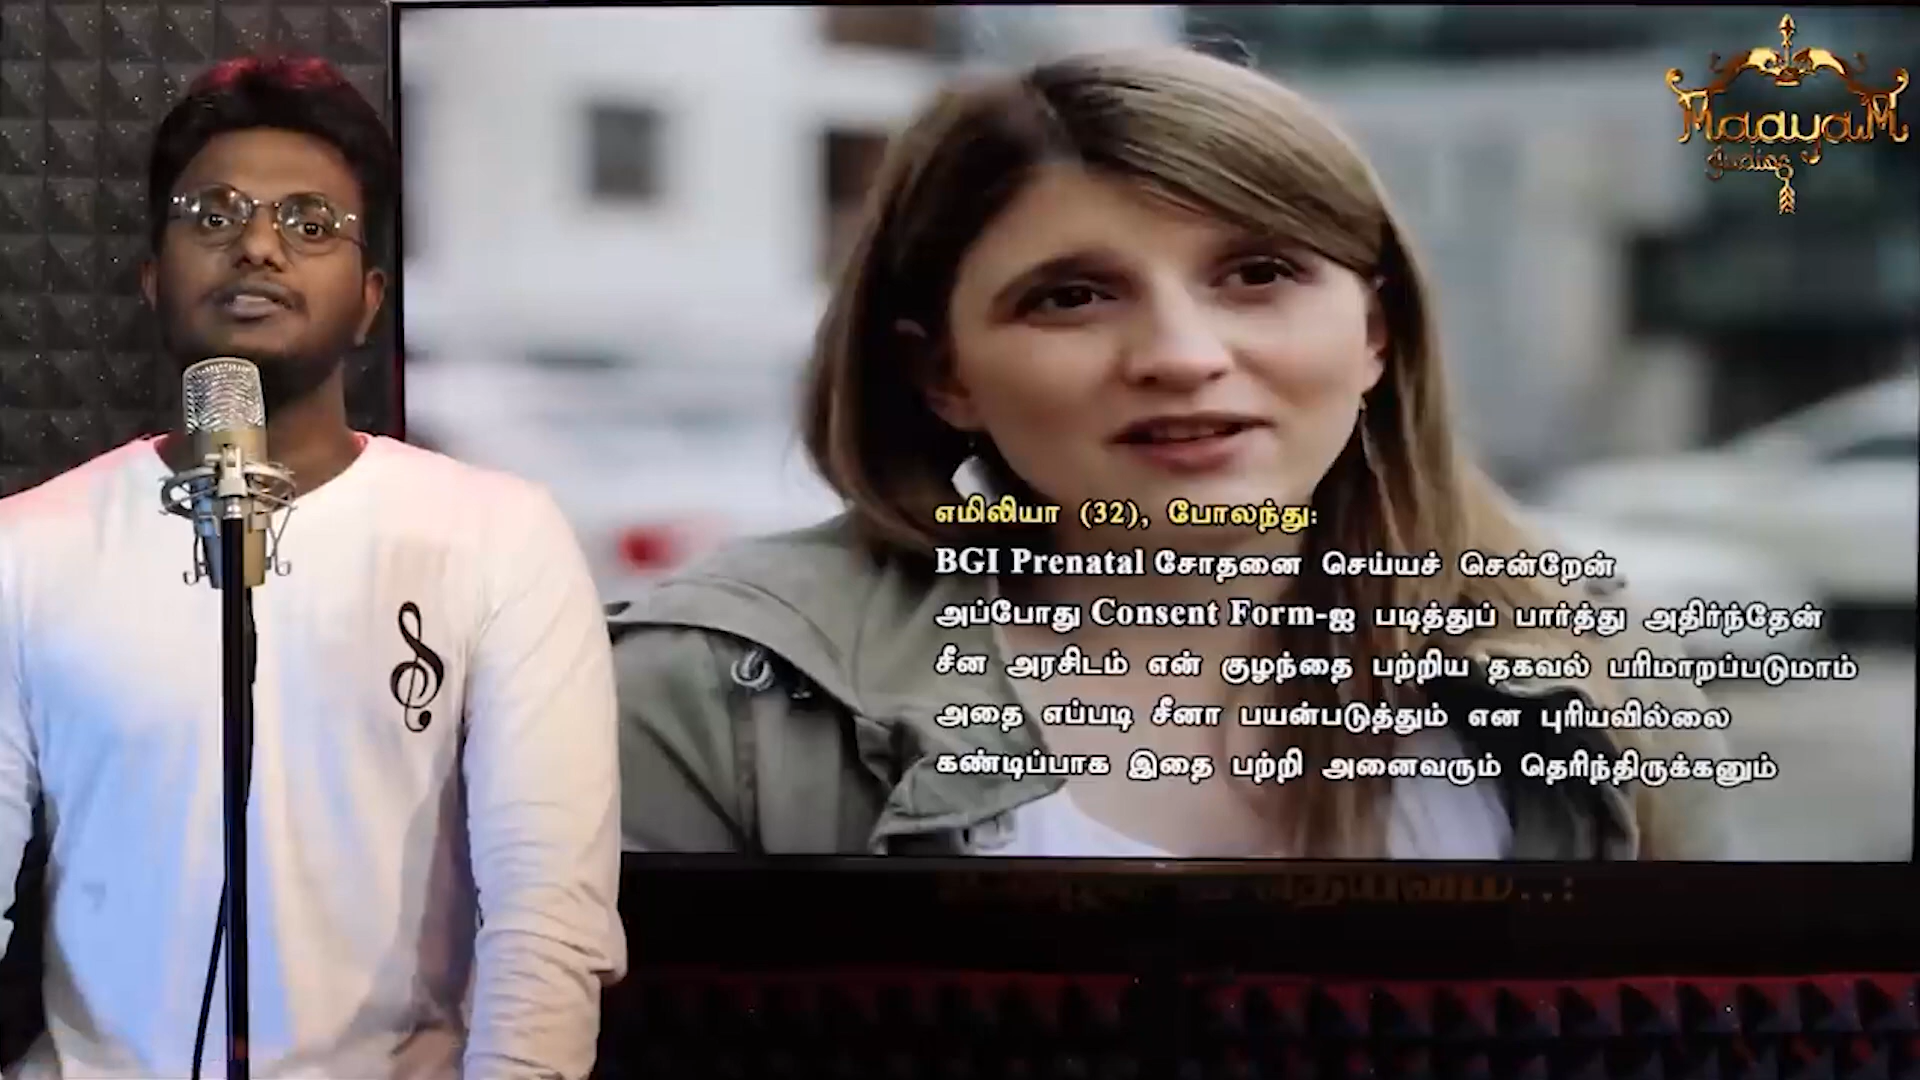 MaayaM
Studios
எமிலியா (32), போலந்து:
BGI Prenatal சோதனை செய்யச் சென்றேன்
அப்போது Consent Form-ஐ படித்துப் பார்த்து அதிர்ந்தேன்
சீன அரசிடம் என் குழந்தை பற்றிய தகவல் பரிமாறப்படுமாம்
அதை எப்படி சீனா பயன்படுத்தும் என புரியவில்லை
கண்டிப்பாக இதை பற்றி அனைவரும் தெரிந்திருக்கனும்